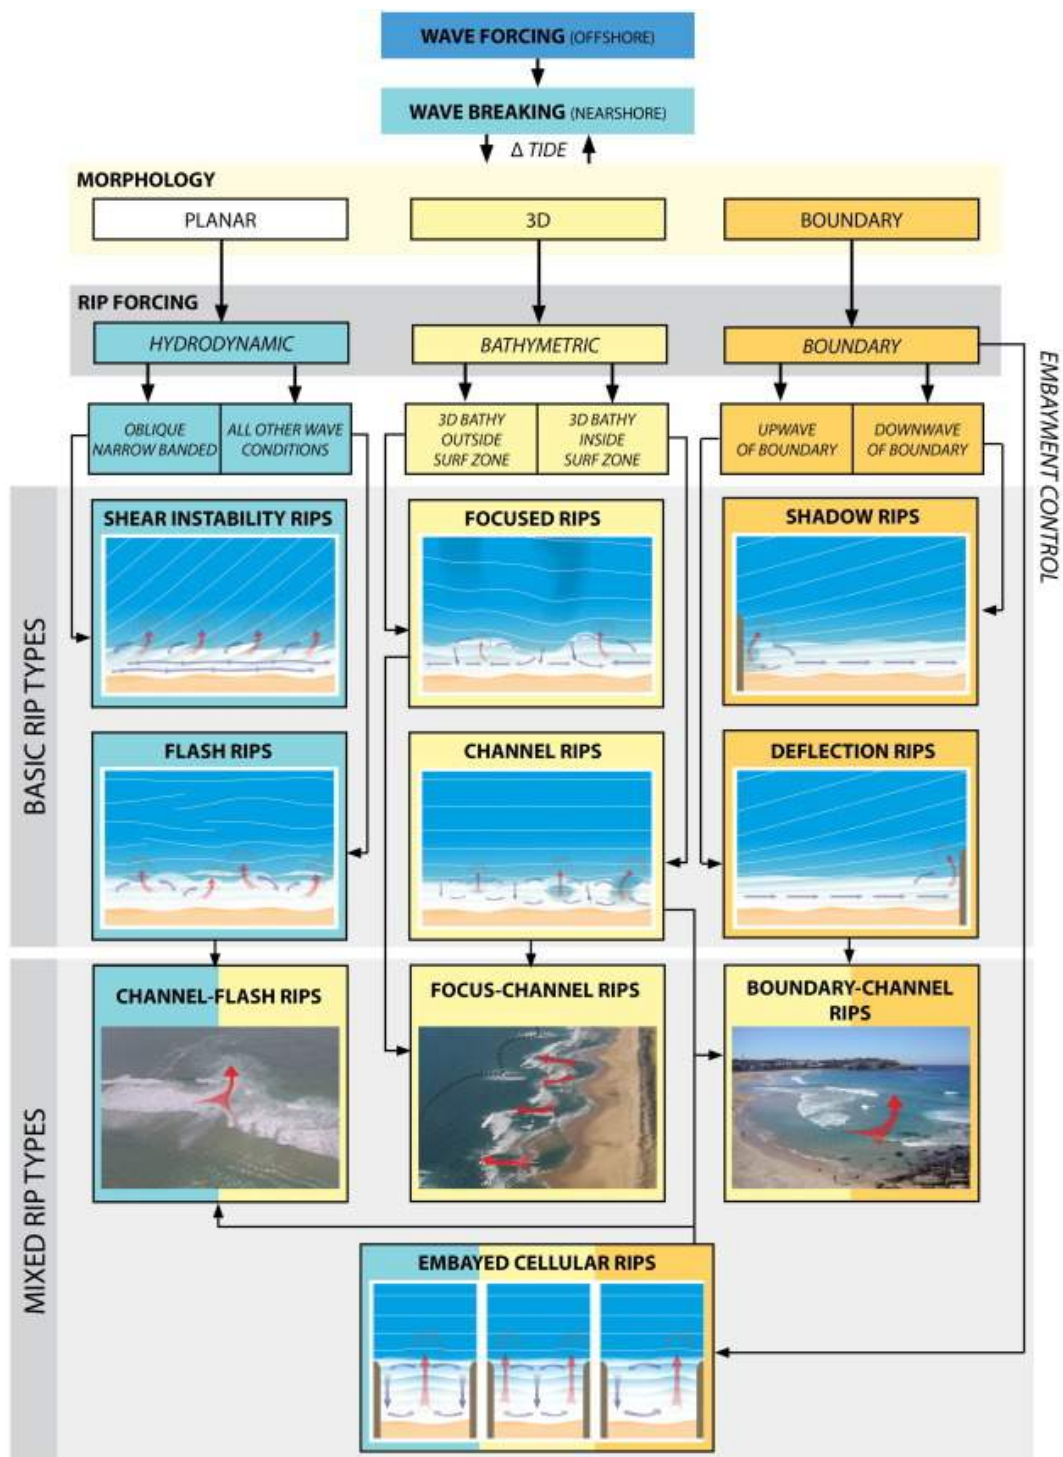 WAVE FORCING (OFFSHORE)
WAVE BREAKING (NEARSHORE)
Δ TIDE
MORPHOLOGY
PLANAR
3D
BOUNDARY
RIP FORCING
HYDRODYNAMIC
BATHYMETRIC
BOUNDARY
EMBAYMENT CONTROL
OBLIQUE
NARROW BANDED
ALL OTHER WAVE
CONDITIONS
3D BATHY
OUTSIDE
SURF ZONE
3D BATHY
INSIDE
SURF ZONE
UPWAVE
OF BOUNDARY
DOWNWAVE
OF BOUNDARY
BASIC RIP TYPES
SHEAR INSTABILITY RIPS
FOCUSED RIPS
SHADOW RIPS
FLASH RIPS
CHANNEL RIPS
DEFLECTION RIPS
MIXED RIP TYPES
CHANNEL-FLASH RIPS
FOCUS-CHANNEL RIPS
BOUNDARY-CHANNEL
RIPS
EMBAYED CELLULAR RIPS